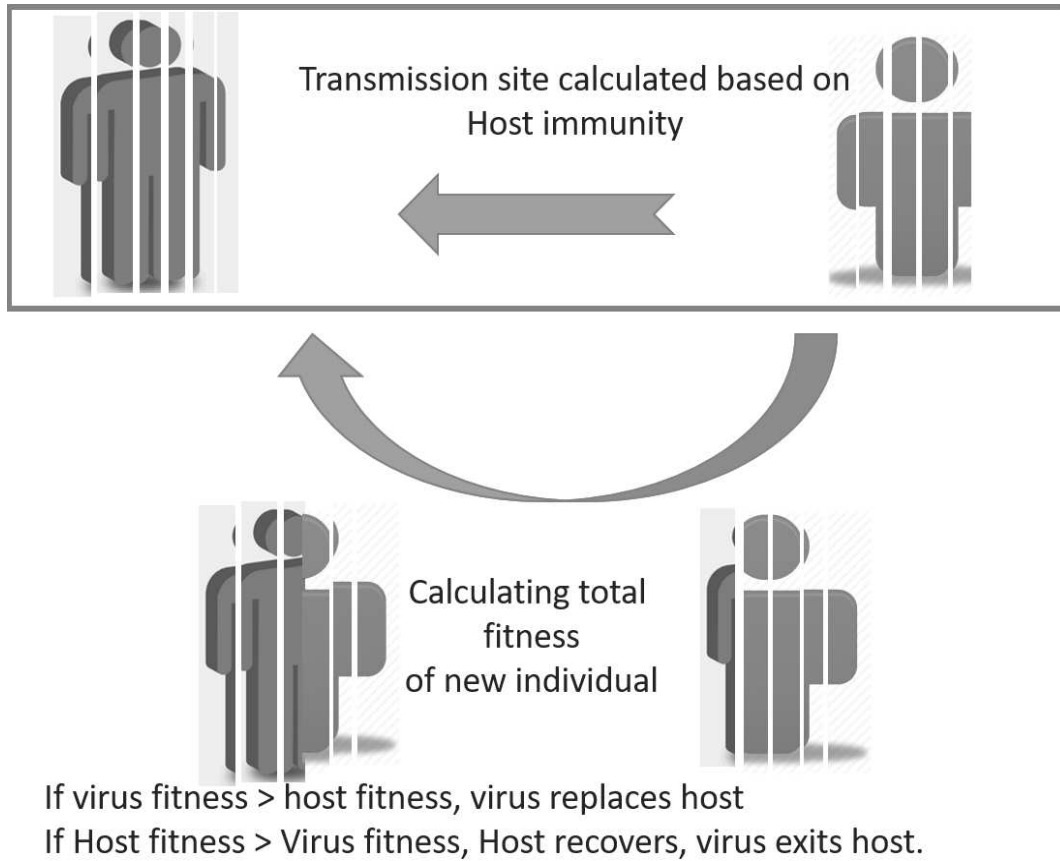 Transmission site calculated based on
Host immunity
Calculating total
fitness
of new individual
If virus fitness > host fitness, virus replaces host
If Host fitness > Virus fitness, Host recovers, virus exits host.